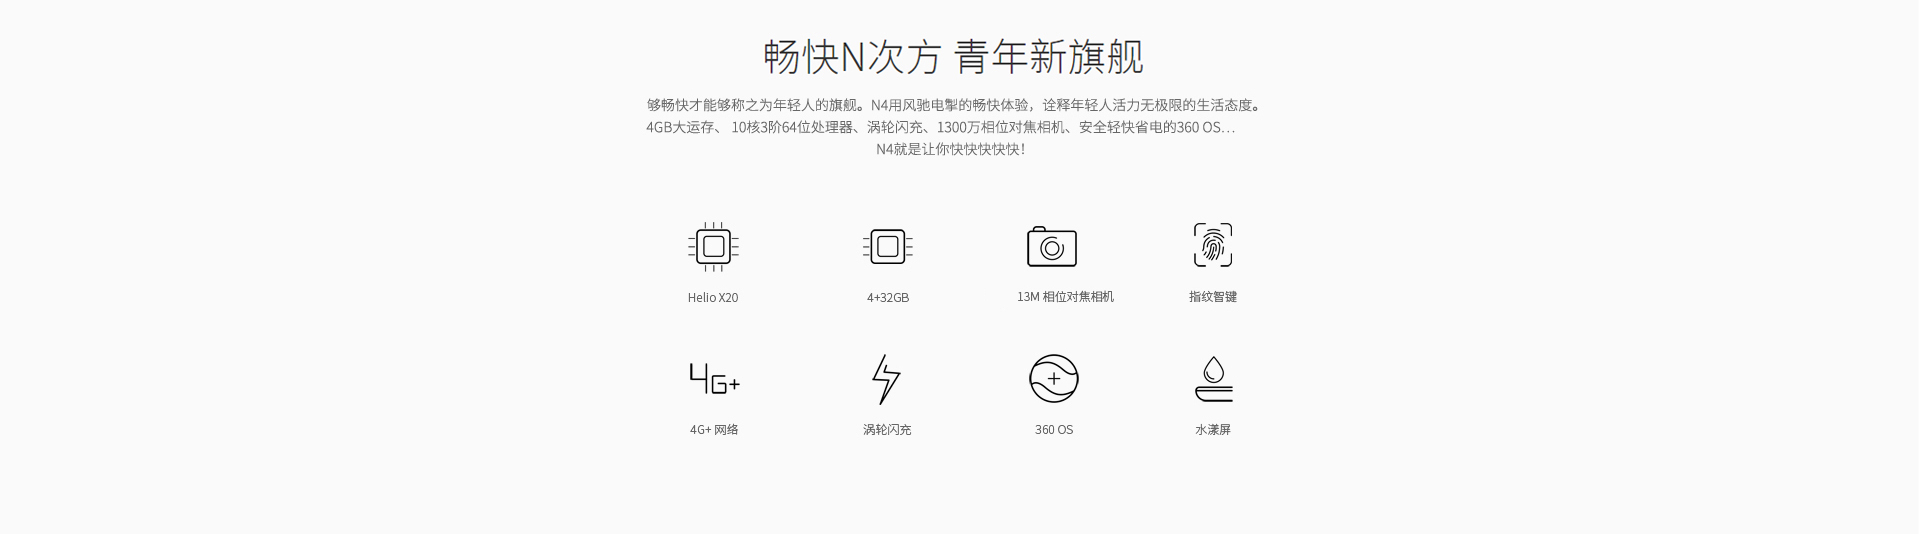 畅快N次方 青年新旗舰
够畅快才能够称之为年轻人的旗舰。N4用风驰电掣的畅快体验，诠释年轻人活力无极限的生活态度。
4GB大运存、 10核3阶64位处理器、涡轮闪充、1300万相位对焦相机、安全轻快省电的360 OS…
N4就是让你快快快快快！
Helio X20
4+32GB
13M 相位对焦相机
指纹智键
4G+
4G+ 网络
涡轮闪充
360 OS
水漾屏